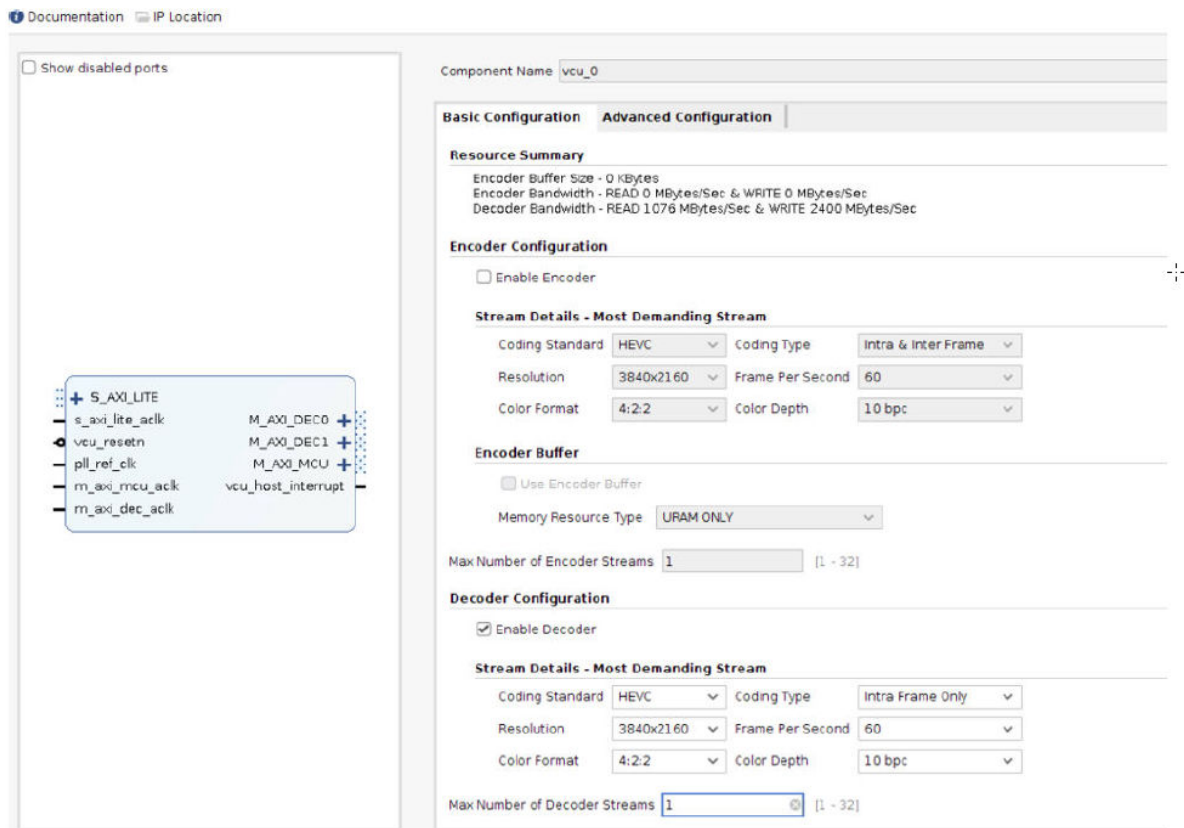 Documentation IP Location
Show disabled ports
S_AXI_LITE
s_axi_lite_aclk
M_AXI_DEC0
vcu_resetn
M_AXI_DEC1
pll_ref_clk
M_AXI_MCU
m_axi_mcu_aclk
vcu_host_interrupt
m_axi_dec_aclk
Component Name vcu_0
Basic Configuration Advanced Configuration
Resource Summary
Encoder Buffer Size - 0 KBytes
Encoder Bandwidth - READ 0 MBytes/Sec & WRITE 0 MBytes/Sec
Decoder Bandwidth - READ 1076 MBytes/Sec & WRITE 2400 MBytes/Sec
Encoder Configuration
Enable Encoder
Stream Details - Most Demanding Stream
Coding Standard HEVC Coding Type Intra & Inter Frame
Resolution 3840x2160 Frame Per Second 60
Color Format 4:2:2 Color Depth 10 bpc
Encoder Buffer
Use Encoder Buffer
Memory Resource Type URAM ONLY
Max Number of Encoder Streams 1 [1 - 32]
Decoder Configuration
Enable Decoder
Stream Details - Most Demanding Stream
Coding Standard HEVC Coding Type Intra Frame Only
Resolution 3840x2160 Frame Per Second 60
Color Format 4:2:2 Color Depth 10 bpc
Max Number of Decoder Streams 1 [1 - 32]